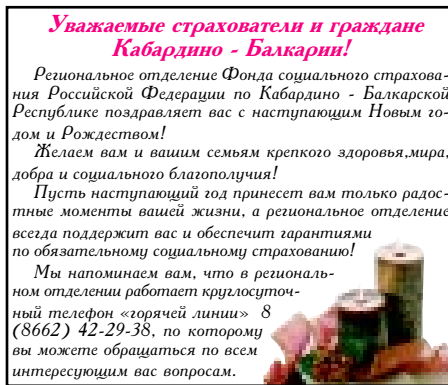 Уважаемые страхователи и граждане
Кабардино - Балкарии!
Региональное отделение Фонда социального страхова-
ния Российской Федерации по Кабардино - Балкарской
Республике поздравляет вас с наступающим Новым го-
дом и Рождеством!
Желаем вам и вашим семьям крепкого здоровья,мира,
добра и социального благополучия!
Пусть наступающий год принесет вам только радос-
тные моменты вашей жизни, а региональное отделение
всегда поддержит вас и обеспечит гарантиями
по обязательному социальному страхованию!
Мы напоминаем вам, что в региональ-
ном отделении работает круглосуточ-
ный телефон «горячей линии» 8
(8662) 42-29-38, по которому
вы можете обращаться по всем
интересующим вас вопросам.